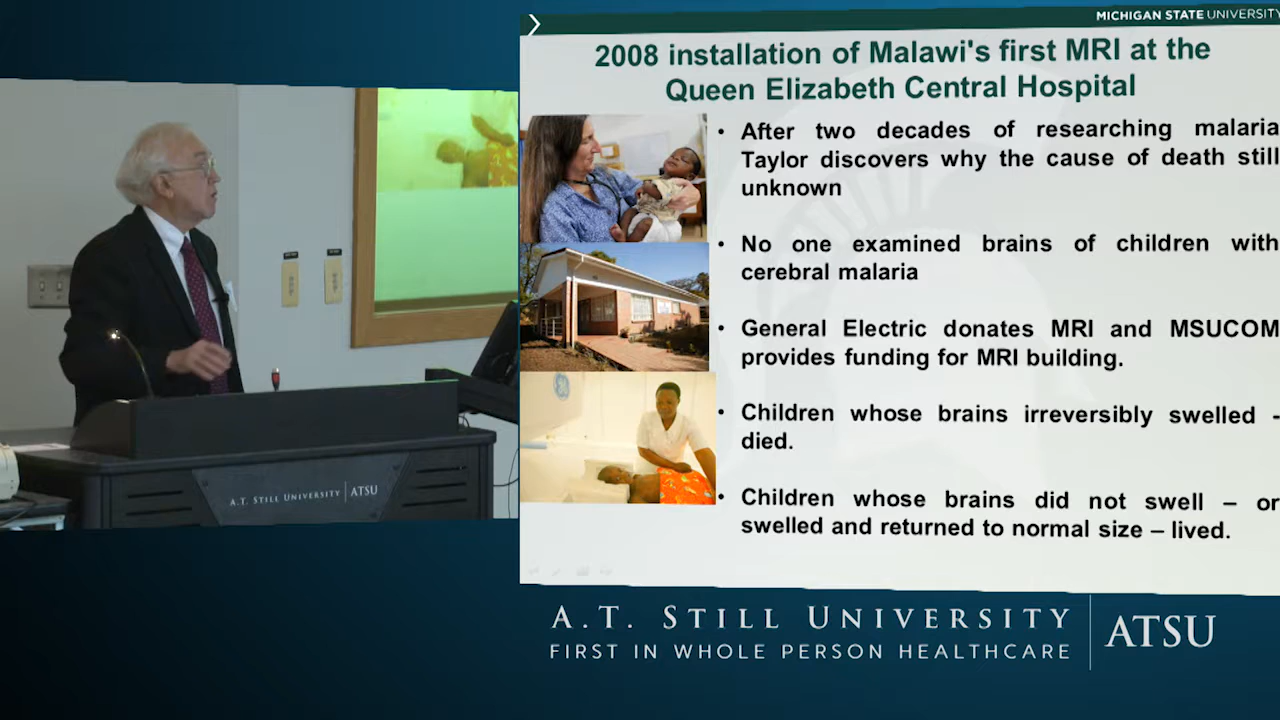 MICHIGAN STATE UNIVERSITY
2008 installation of Malawi's first MRI at the
Queen Elizabeth Central Hospital
• After two decades of researching malaria
Taylor discovers why the cause of death still
unknown
• No one examined brains of children with
cerebral malaria
• General Electric donates MRI and MSUCOM
provides funding for MRI building.
• Children whose brains irreversibly swelled -
died.
• Children whose brains did not swell – or
swelled and returned to normal size – lived.
A.T. STILL UNIVERSITY ATSU
A.T. STILL UNIVERSITY ATSU
FIRST IN WHOLE PERSON HEALTHCARE